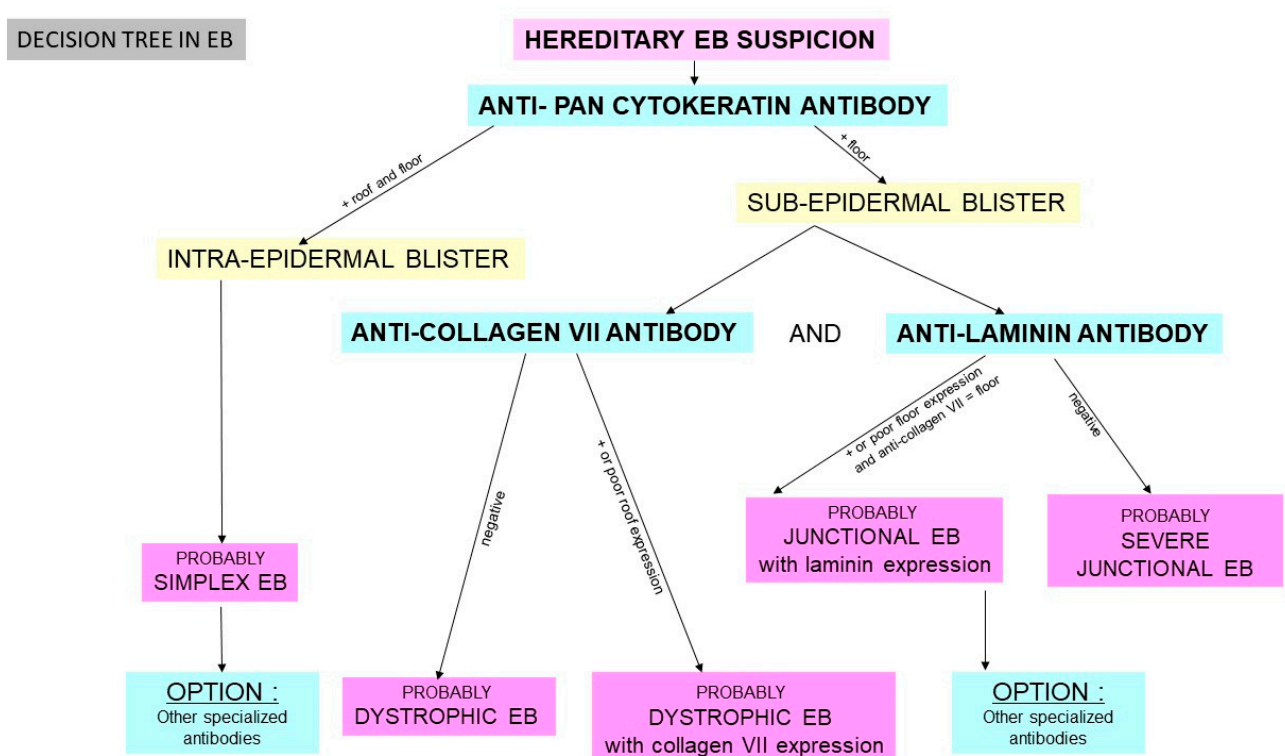 DECISION TREE IN EB
HEREDITARY EB SUSPICION
ANTI- PAN CYTOKERATIN ANTIBODY
+ roof and floor
+ floor
SUB-EPIDERMAL BLISTER
INTRA-EPIDERMAL BLISTER
ANTI-COLLAGEN VII ANTIBODY
AND
ANTI-LAMININ ANTIBODY
negative
+ or poor roof expression
+ or poor floor expression
and anti-collagen VII = floor
negative
PROBABLY
SIMPLEX EB
PROBABLY
JUNCTIONAL EB
with laminin expression
PROBABLY
SEVERE
JUNCTIONAL EB
OPTION :
Other specialized
antibodies
PROBABLY
DYSTROPHIC EB
PROBABLY
DYSTROPHIC EB
with collagen VII expression
OPTION :
Other specialized
antibodies